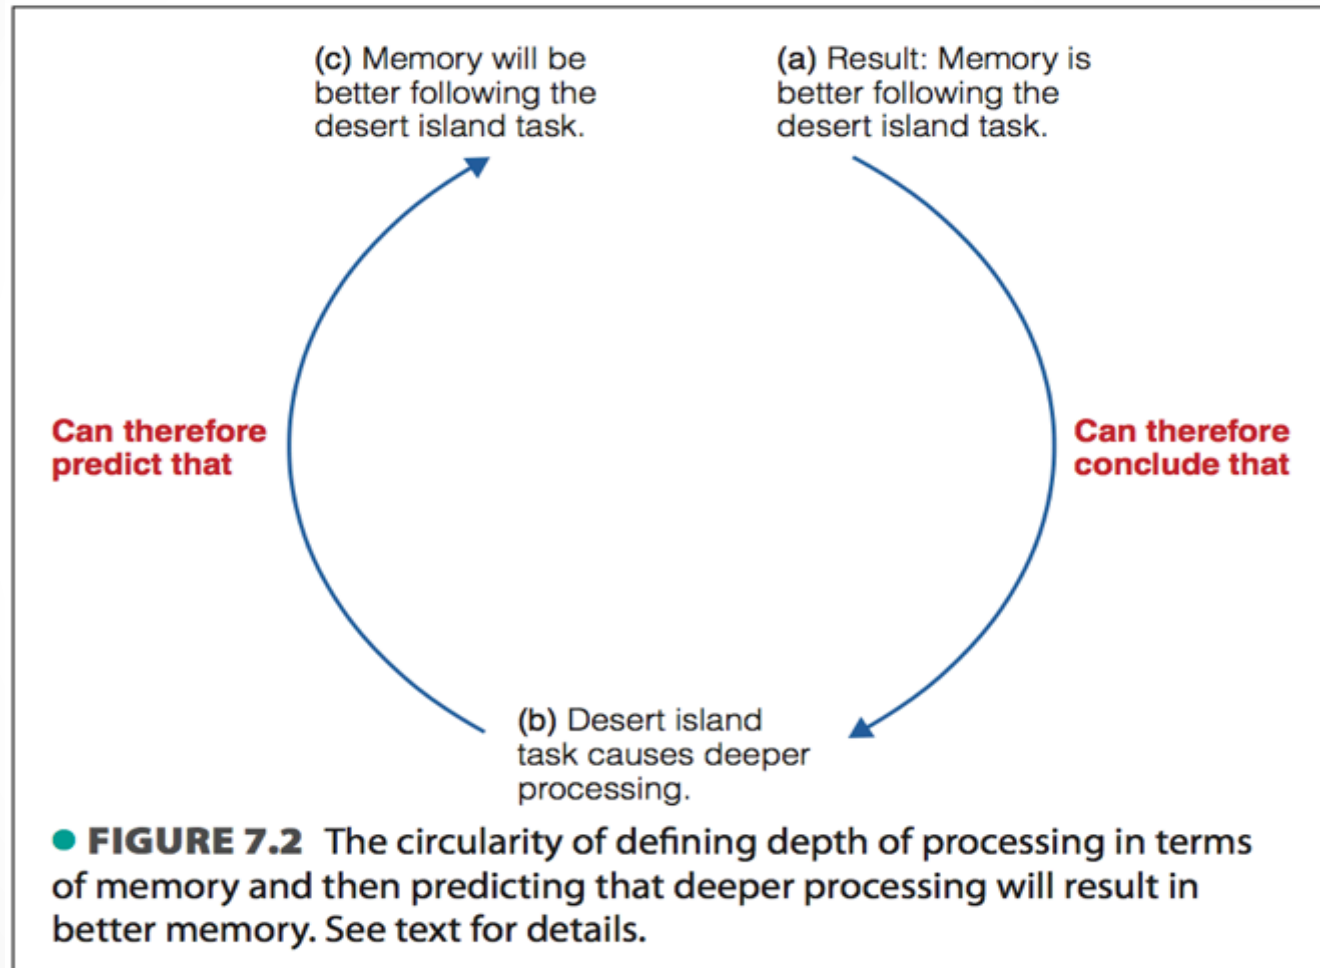 (c) Memory will be
better following the
desert island task.
(a) Result: Memory is
better following the
desert island task.
Can therefore
predict that
Can therefore
conclude that
(b) Desert island
task causes deeper
processing.
● FIGURE 7.2 The circularity of defining depth of processing in terms
of memory and then predicting that deeper processing will result in
better memory. See text for details.